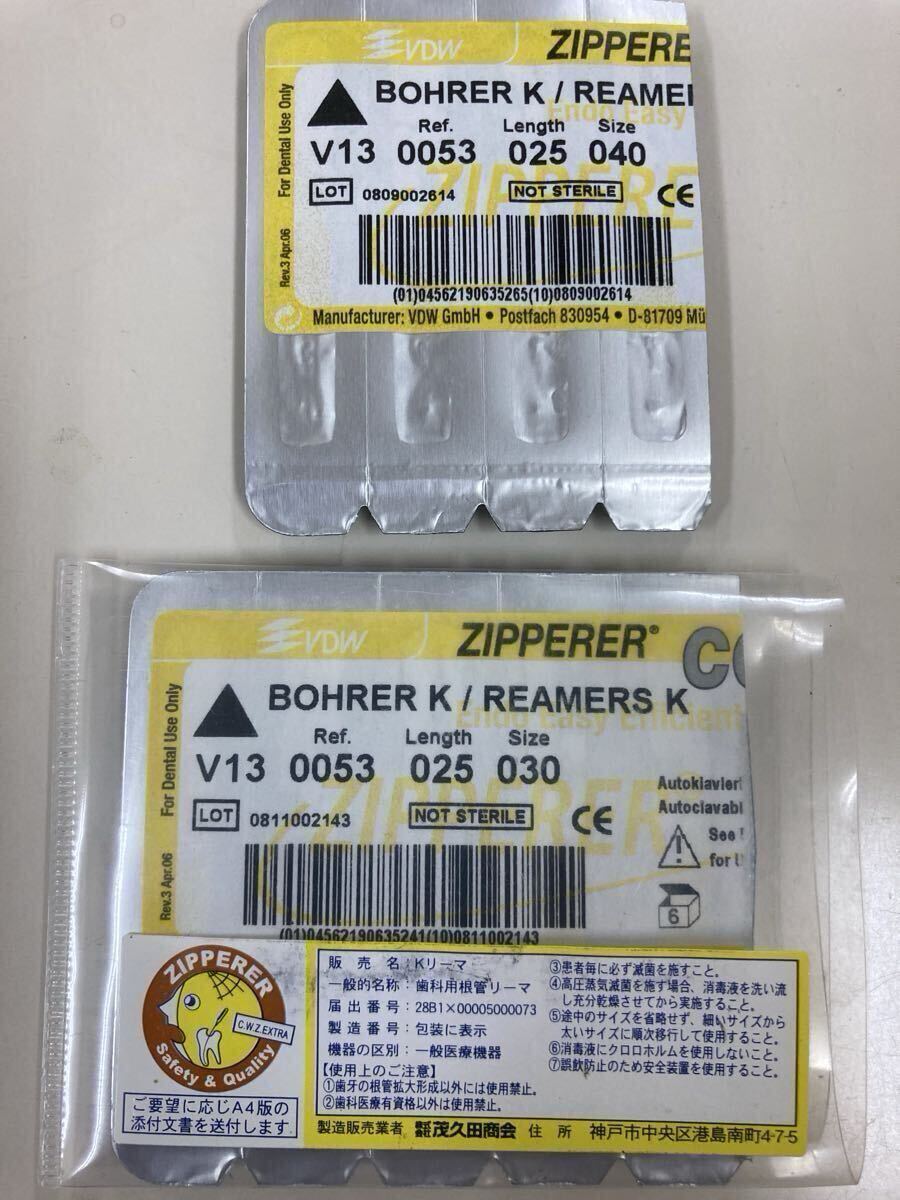 VDW
ZIPPERE
BOHRER K / REAMER
Endo Easy
Ref. Length Size
V13 0053 025 040
For Dental Use Only
LOT 0809002614 NOT STERILE CE
ZIPPERE
Rev.3 Apr.06
(01)04562190635265(10)0809002614
Manufacturer: VDW GmbH • Postfach 830954 • D-81709 Mü
VDW
ZIPPERER®
CO
BOHRER K / REAMERS K
Endo Easy Efficient
Ref. Length Size
V13 0053 025 030
For Dental Use Only
Autoklavier
LOT 0811002143 NOT STERILE CE
Autoclavabl
ZIPPERER®
See
for U
Rev.3 Apr.06
6
(01)04562190635241(10)0811002143
ZIPPERER
C.W.Z.EXTRA
Safety & Quality
ご要望に応じA4版の
添付文書を送付します
販売名:Kリーマ
一般的名称:歯科用根管リーマ
届出番号:28B1×00005000073
製造番号:包装に表示
機器の区別:一般医療機器
【使用上のご注意】
①歯牙の根管拡大形成以外には使用禁止。
②歯科医療有資格以外は使用禁止。
③患者毎に必ず滅菌を施すこと。
④高圧蒸気滅菌を施す場合、消毒液を洗い流
し充分乾燥させてから実施すること。
⑤途中のサイズを省略せず、細いサイズから
太いサイズに順次移行して使用すること。
⑥消毒液にクロロホルムを使用しないこと。
⑦誤飲防止のため安全装置を使用すること。
製造販売業者 株式会社茂久田商会 住所 神戸市中央区港島南町4-7-5